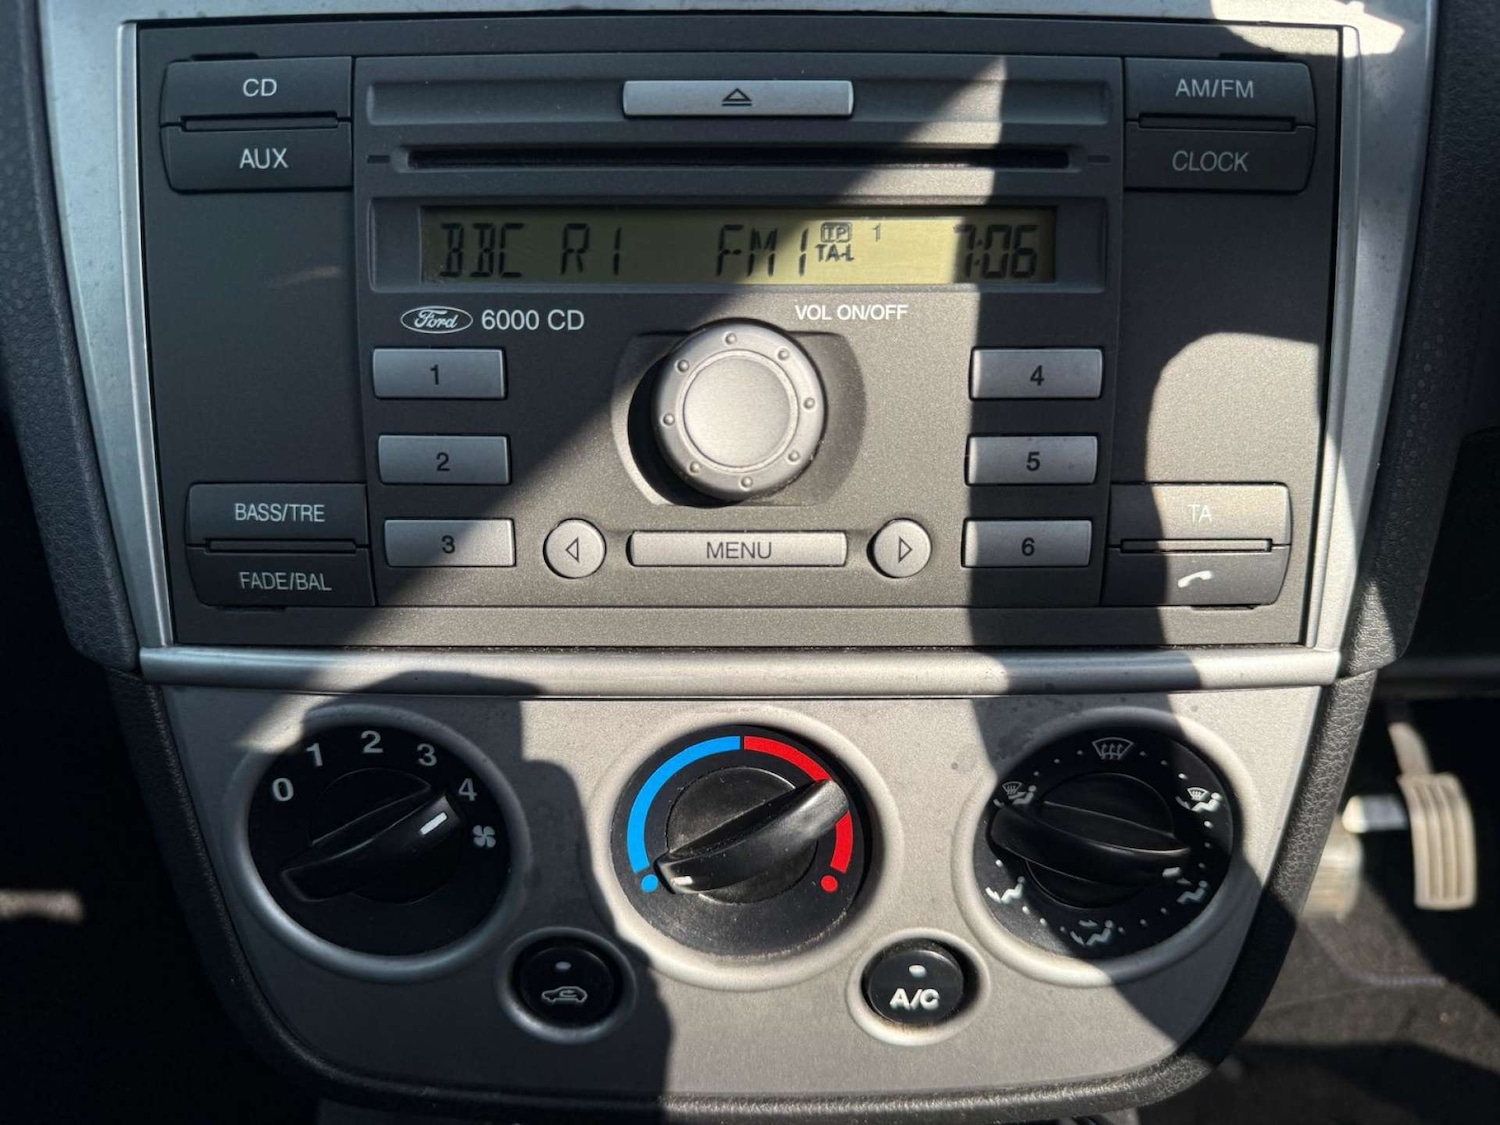 CD
AUX
AM/FM
CLOCK
BBC R1 FM1 TP TA-L 1 7:06
Ford 6000 CD
VOL ON/OFF
1
2
3
4
5
6
BASS/TRE
FADE/BAL
MENU
TA
0 1 2 3 4
A/C